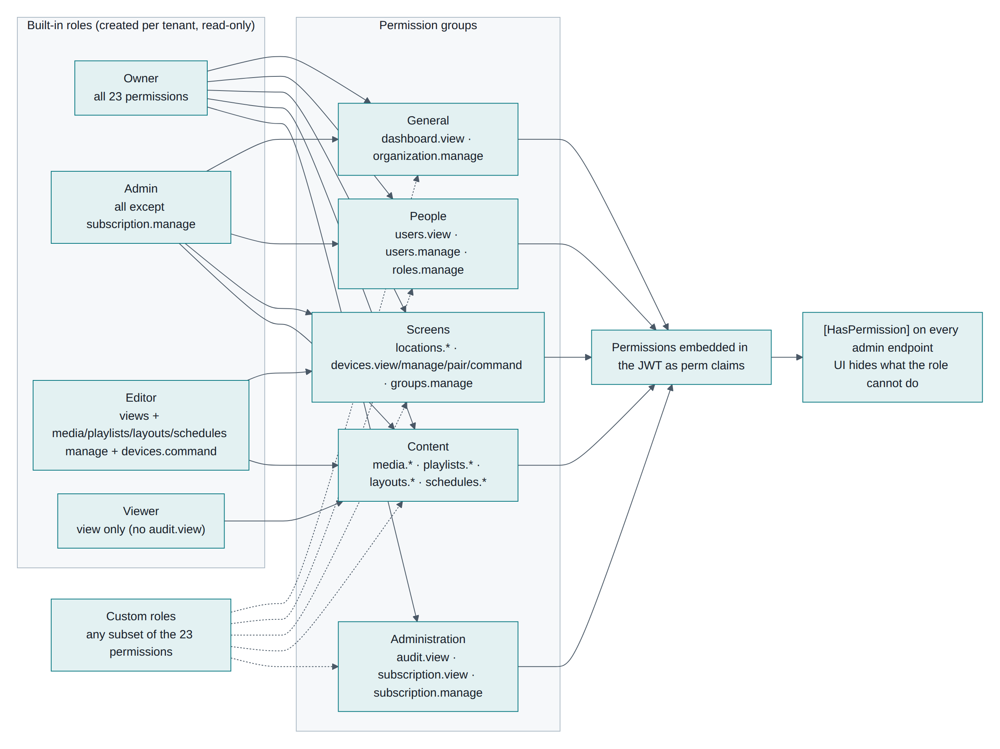 Built-in roles (created per tenant, read-only)
Owner
all 23 permissions
Admin
all except
subscription.manage
Editor
views +
media/playlists/layouts/schedules
manage + devices.command
Viewer
view only (no audit.view)
Custom roles
any subset of the 23
permissions
Permission groups
General
dashboard.view ·
organization.manage
People
users.view ·
users.manage ·
roles.manage
Screens
locations.* ·
devices.view/manage/pair/command
· groups.manage
Content
media.* · playlists.* ·
layouts.* · schedules.*
Administration
audit.view ·
subscription.view ·
subscription.manage
Permissions embedded in
the JWT as perm claims
[HasPermission] on every
admin endpoint
UI hides what the role
cannot do